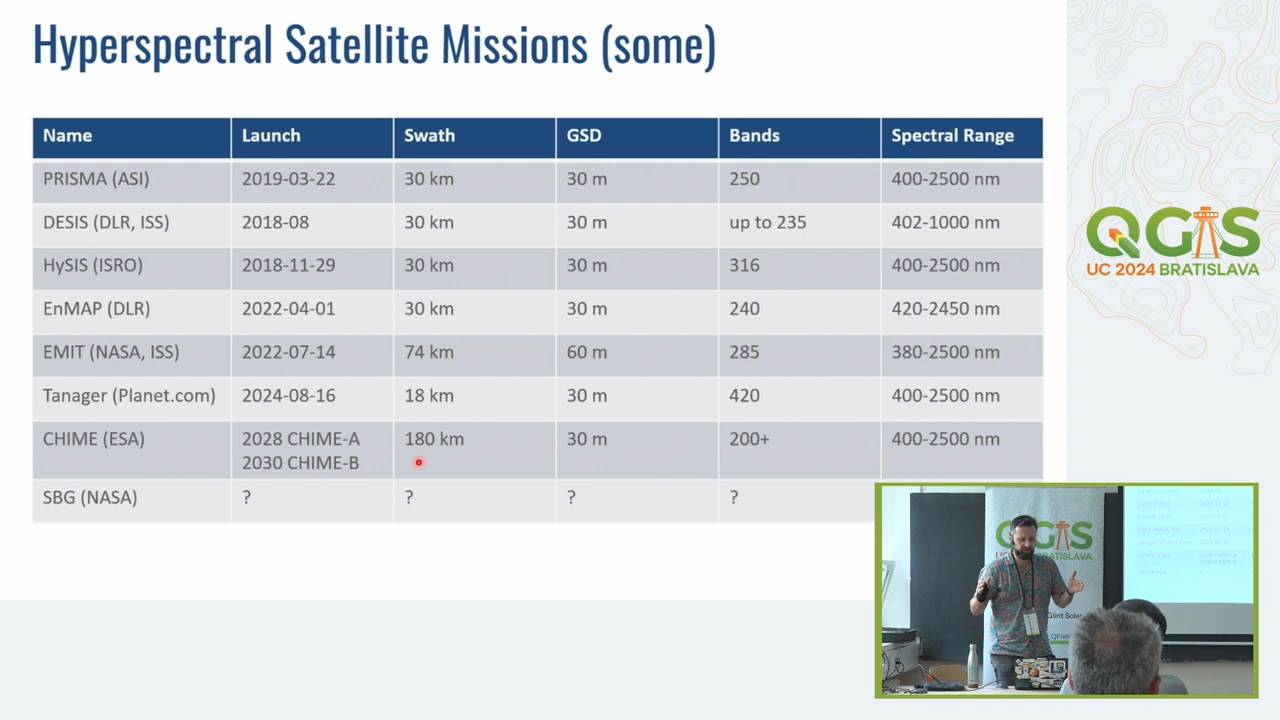 Hyperspectral Satellite Missions (some)
Name Launch Swath GSD Bands Spectral Range
PRISMA (ASI) 2019-03-22 30 km 30 m 250 400-2500 nm
DESIS (DLR, ISS) 2018-08 30 km 30 m up to 235 402-1000 nm
HySIS (ISRO) 2018-11-29 30 km 30 m 316 400-2500 nm
EnMAP (DLR) 2022-04-01 30 km 30 m 240 420-2450 nm
EMIT (NASA, ISS) 2022-07-14 74 km 60 m 285 380-2500 nm
Tanager (Planet.com) 2024-08-16 18 km 30 m 420 400-2500 nm
CHIME (ESA) 2028 CHIME-A 180 km 30 m 200+ 400-2500 nm
2030 CHIME-B
SBG (NASA) ? ? ? ?
QGIS
UC 2024 BRATISLAVA
QGIS
BRATISLAVA
Glint Solar
QField